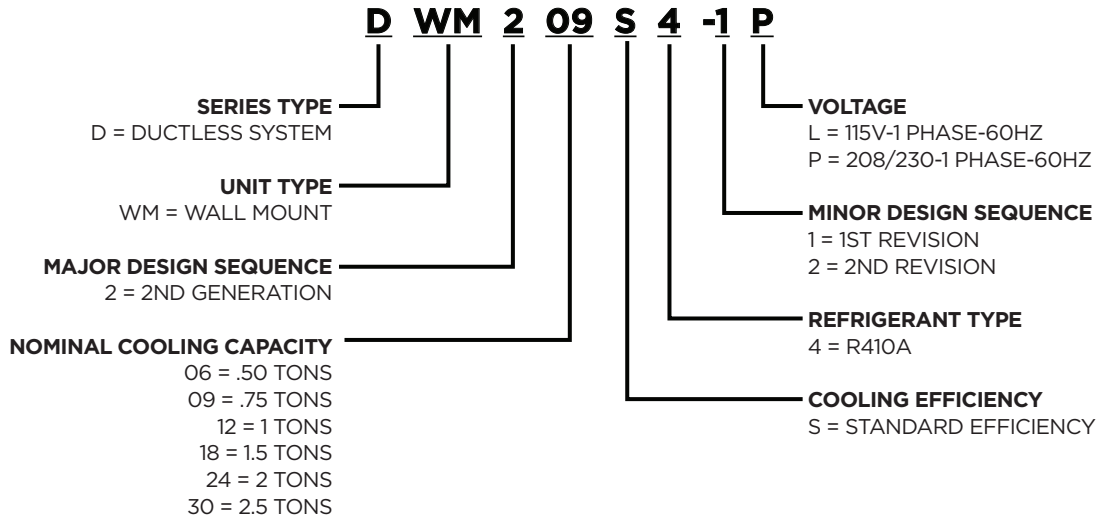 D WM 2 09 S 4 -1 P
SERIES TYPE
D = DUCTLESS SYSTEM
UNIT TYPE
WM = WALL MOUNT
MAJOR DESIGN SEQUENCE
2 = 2ND GENERATION
NOMINAL COOLING CAPACITY
06 = .50 TONS
09 = .75 TONS
12 = 1 TONS
18 = 1.5 TONS
24 = 2 TONS
30 = 2.5 TONS
VOLTAGE
L = 115V-1 PHASE-60HZ
P = 208/230-1 PHASE-60HZ
MINOR DESIGN SEQUENCE
1 = 1ST REVISION
2 = 2ND REVISION
REFRIGERANT TYPE
4 = R410A
COOLING EFFICIENCY
S = STANDARD EFFICIENCY